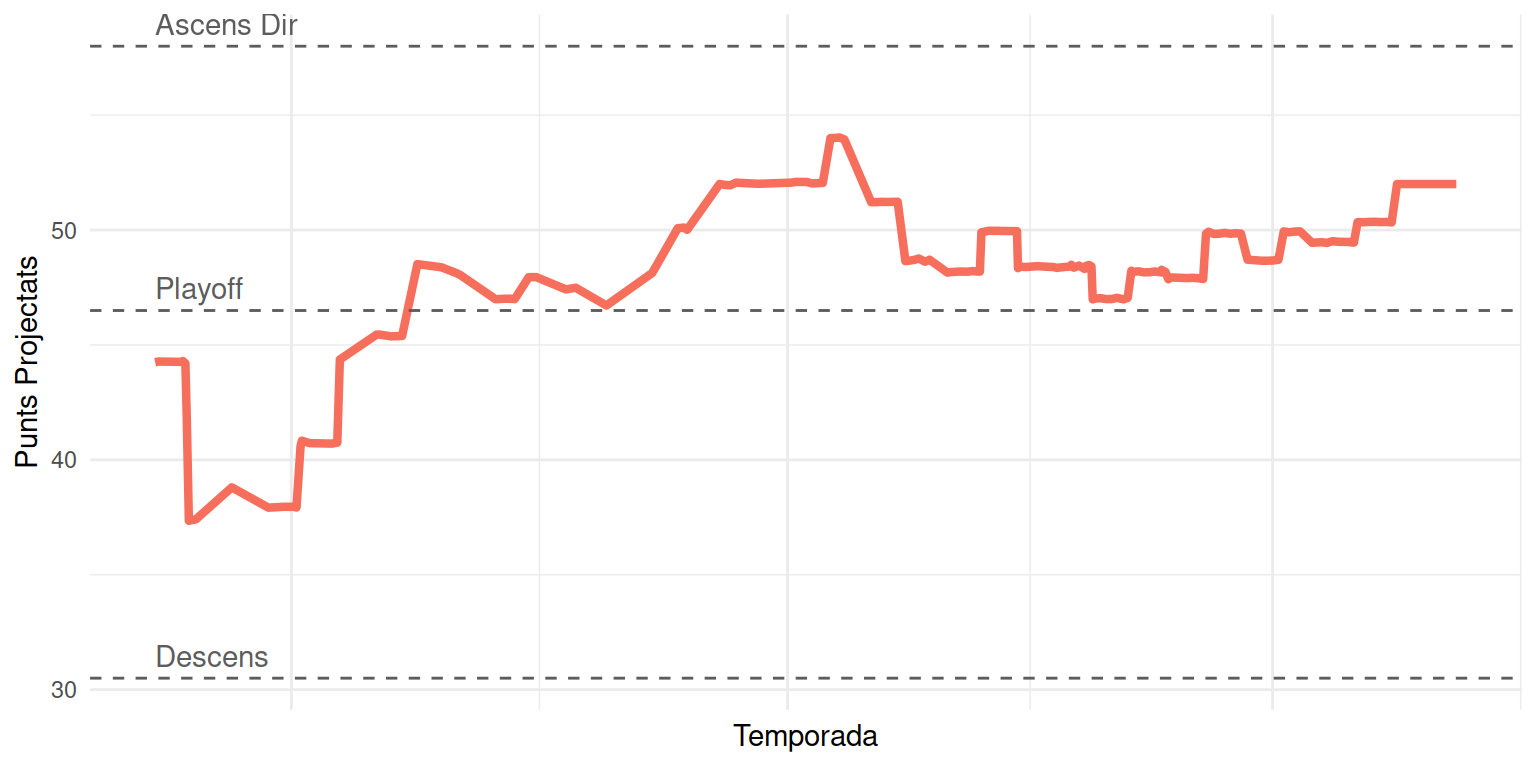 Ascens Dir
50
Playoff
Punts Projectats
40
Descens
30
Temporada